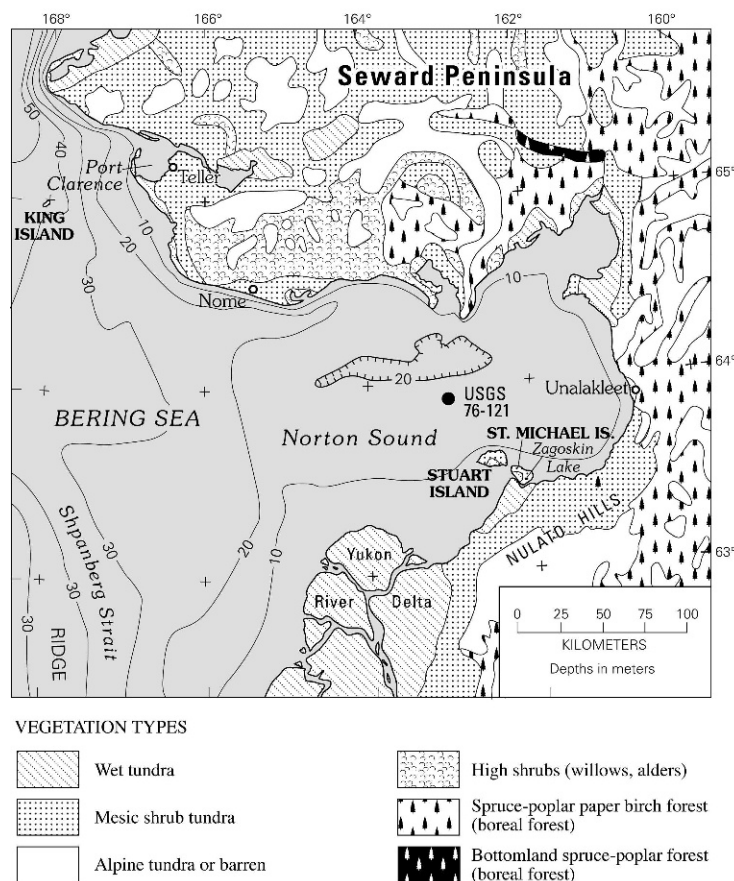 168°
166°
164°
162°
160°
Seward Peninsula
50
40
Port
Clarence
Teller
65°
KING
ISLAND
10
20
30
30
Nome
10
64°
20
USGS
76-121
Unalakleet
BERING SEA
Norton Sound
ST. MICHAEL IS.
Zagoskin
Lake
STUART
ISLAND
NULATO HILLS
Shpanberg Strait
30
20
10
63°
Yukon
River
Delta
30
30
30
RIDGE
0 25 50 75 100
KILOMETERS
Depths in meters
VEGETATION TYPES
Wet tundra
High shrubs (willows, alders)
Mesic shrub tundra
Spruce-poplar paper birch forest
(boreal forest)
Alpine tundra or barren
Bottomland spruce-poplar forest
(boreal forest)